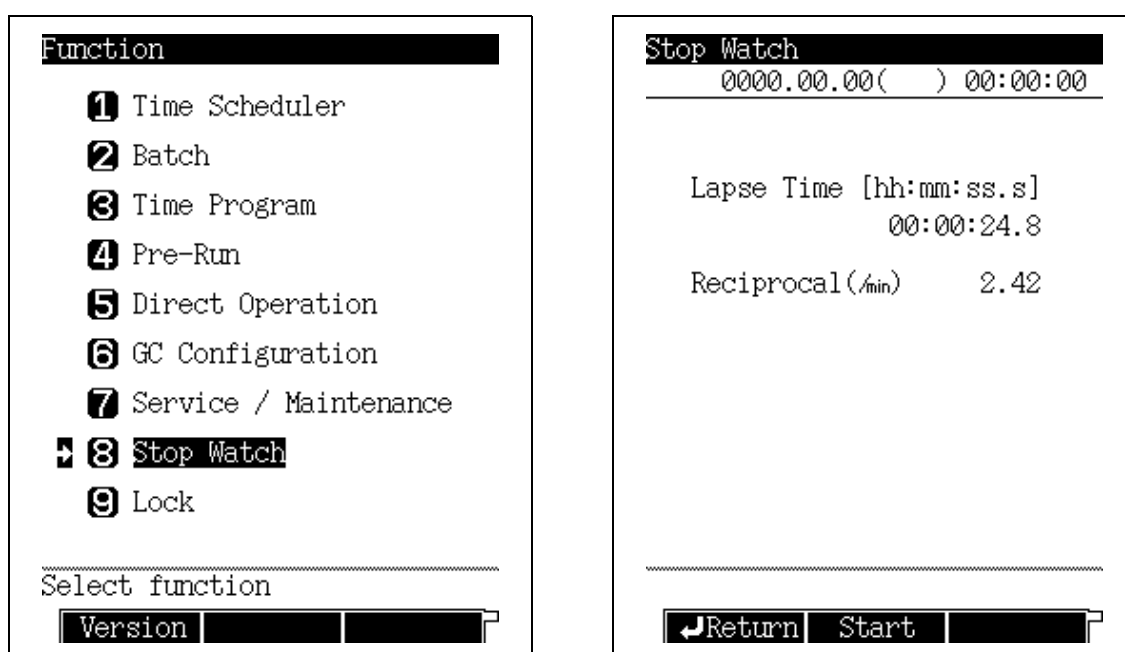 Function
1 Time Scheduler
2 Batch
3 Time Program
4 Pre-Run
5 Direct Operation
6 GC Configuration
7 Service / Maintenance
8 Stop Watch
9 Lock
Select function
Version
Stop Watch
0000.00.00(   ) 00:00:00
Lapse Time [hh:mm:ss.s]
00:00:24.8
Reciprocal(/min) 2.42
Return Start